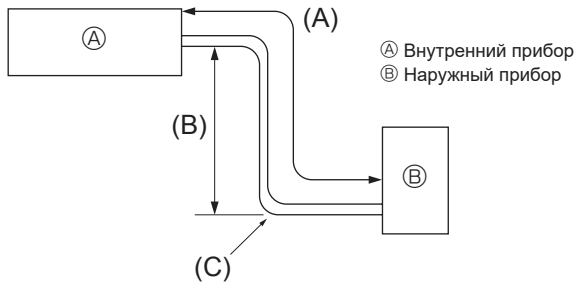 Ⓐ
(A)
Ⓐ Внутренний прибор
Ⓑ Наружный прибор
(B)
Ⓑ
(C)